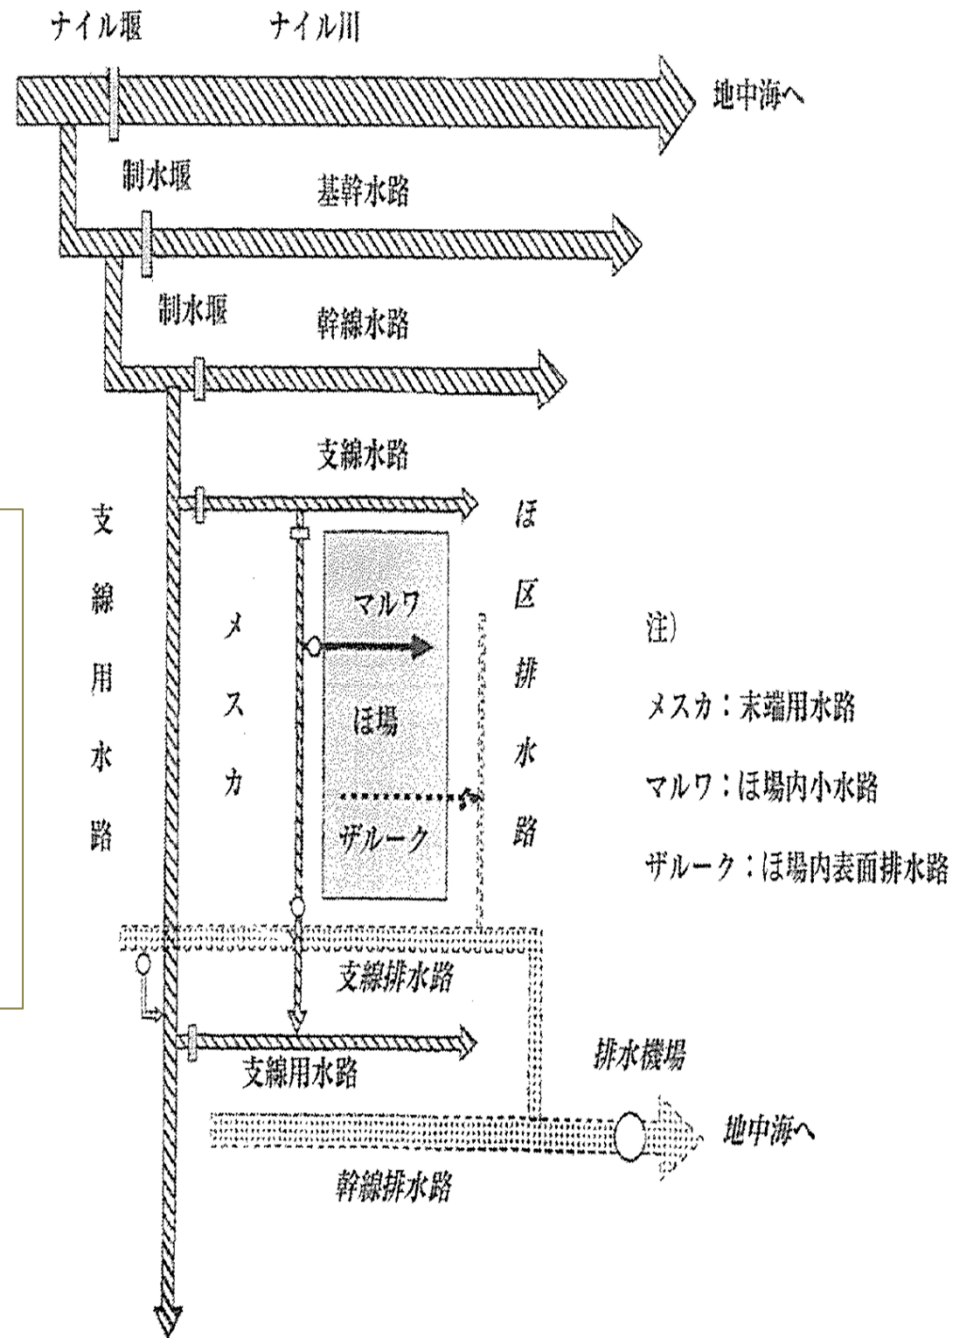 ナイル堰
ナイル川
地中海へ
制水堰
基幹水路
制水堰
幹線水路
支線水路
支線用水路
メスカ
マルワ
ほ場
ザルーク
ほ区排水路
注）
メスカ：末端用水路
マルワ：ほ場内小水路
ザルーク：ほ場内表面排水路
支線排水路
支線用水路
排水機場
地中海へ
幹線排水路